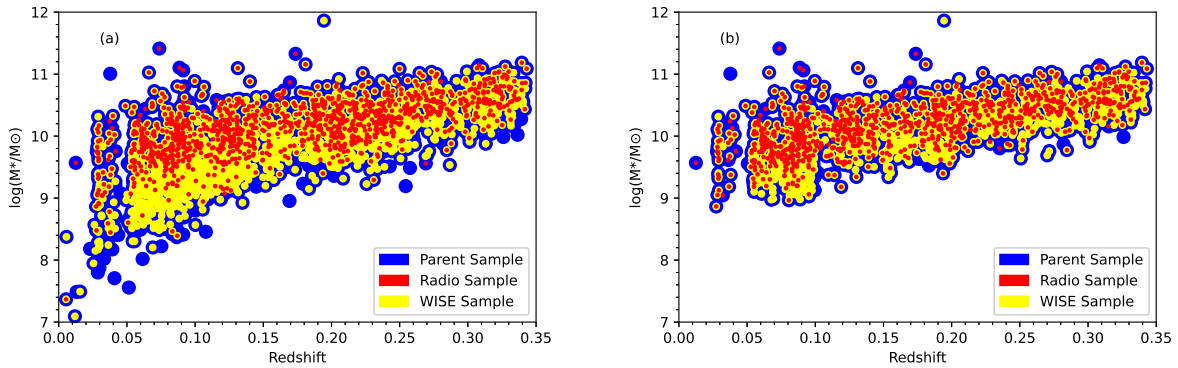 12
11
10
9
8
7
log(M*/M⊙)
(a)
Parent Sample
Radio Sample
WISE Sample
0.00 0.05 0.10 0.15 0.20 0.25 0.30 0.35
Redshift
12
11
10
9
8
7
log(M*/M⊙)
(b)
Parent Sample
Radio Sample
WISE Sample
0.00 0.05 0.10 0.15 0.20 0.25 0.30 0.35
Redshift